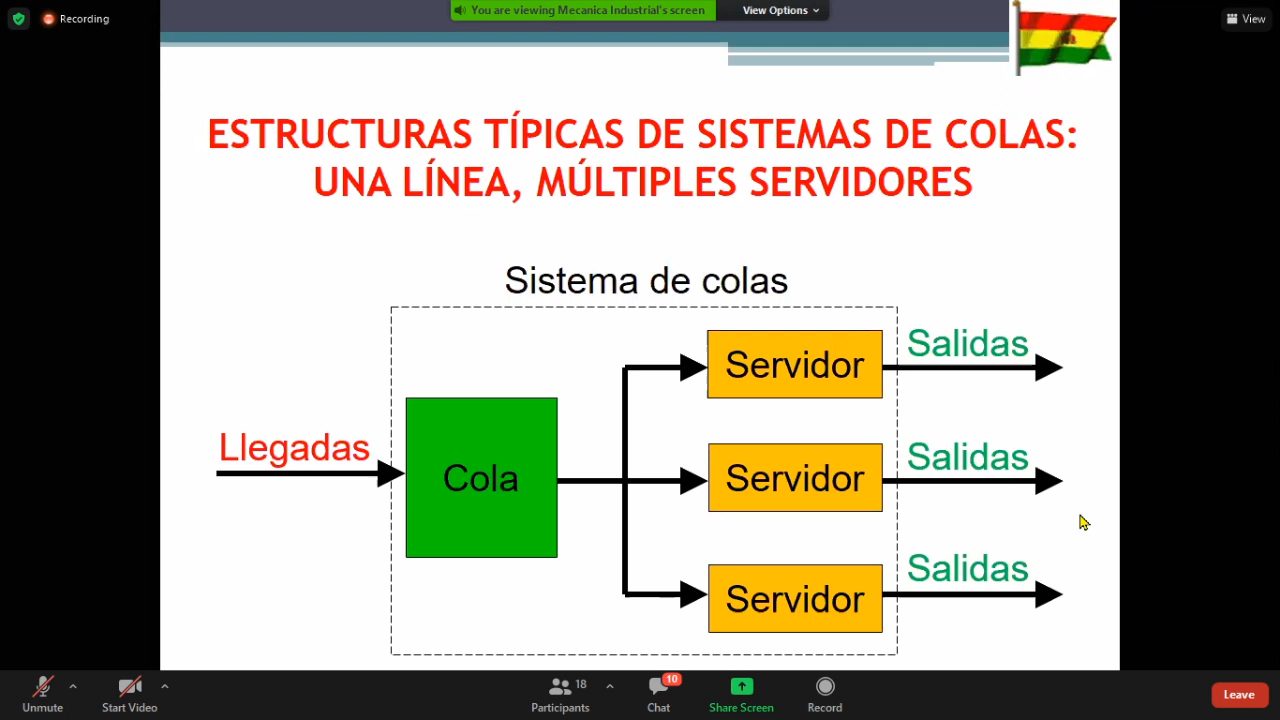 Recording
You are viewing Mecanica Industrial's screen
View Options
View
ESTRUCTURAS TÍPICAS DE SISTEMAS DE COLAS:
UNA LÍNEA, MÚLTIPLES SERVIDORES
Sistema de colas
Servidor
Salidas
Llegadas
Cola
Servidor
Salidas
Servidor
Salidas
Unmute
Start Video
18
Participants
10
Chat
Share Screen
Record
Leave